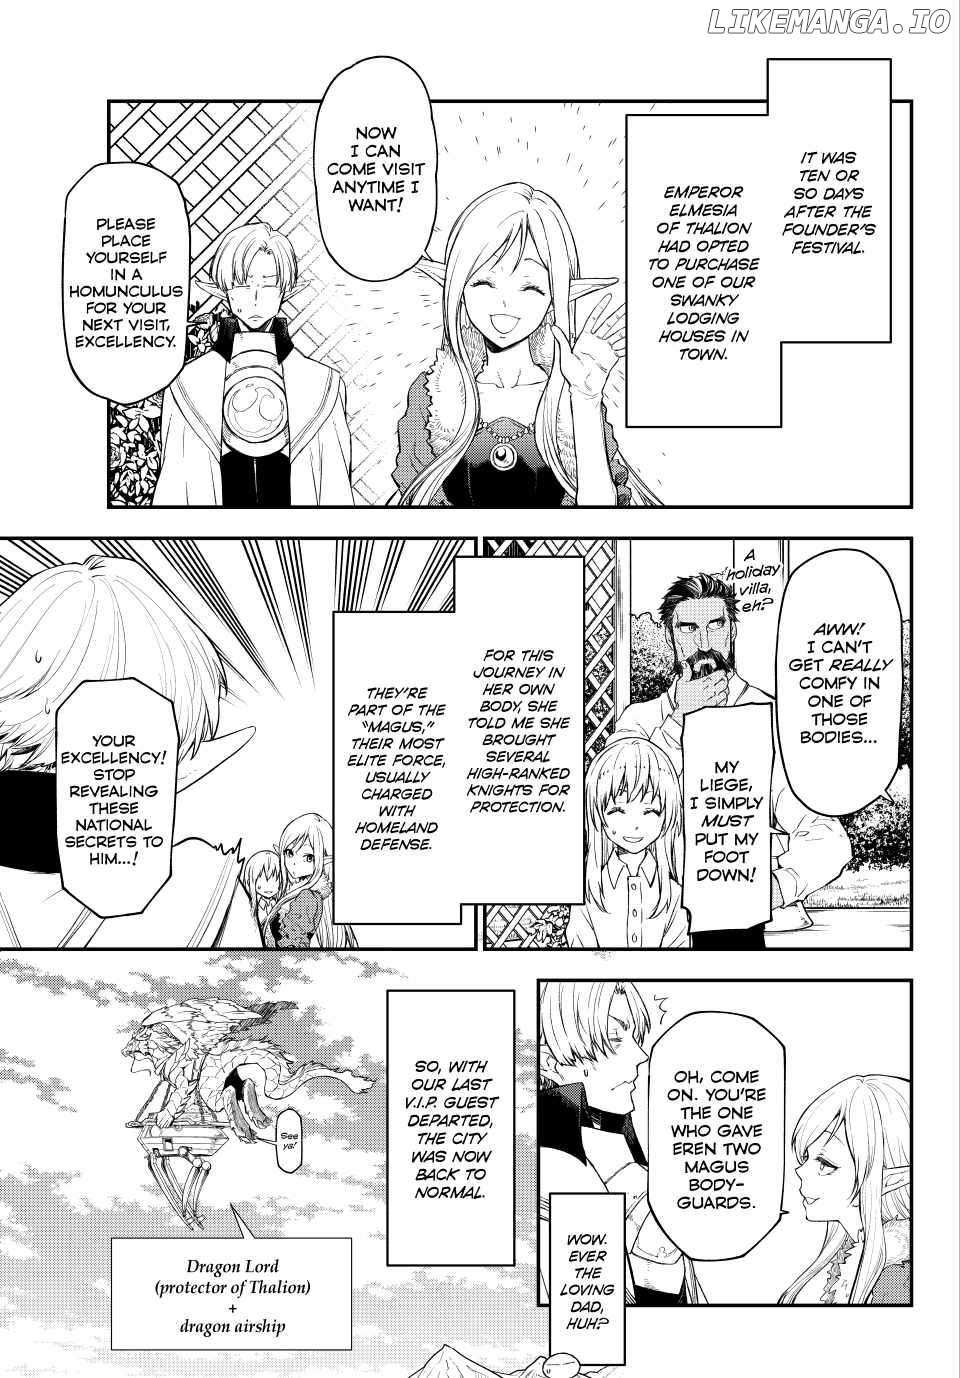 LIKEMANGA.IO
IT WAS
TEN OR
SO DAYS
AFTER THE
FOUNDER'S
FESTIVAL.
EMPEROR
ELMESIA
OF THALION
HAD OPTED
TO PURCHASE
ONE OF OUR
SWANKY
LODGING
HOUSES IN
TOWN.
NOW
I CAN
COME VISIT
ANYTIME I
WANT!
PLEASE
PLACE
YOURSELF
IN A
HOMUNCULUS
FOR YOUR
NEXT VISIT,
EXCELLENCY.
AWW!
I CAN'T
GET REALLY
COMFY IN
ONE OF
THOSE
BODIES...
A
holiday
villa,
eh?
MY
LIEGE,
I SIMPLY
MUST
PUT MY
FOOT
DOWN!
FOR THIS
JOURNEY IN
HER OWN
BODY, SHE
TOLD ME SHE
BROUGHT
SEVERAL
HIGH-RANKED
KNIGHTS FOR
PROTECTION.
THEY'RE
PART OF THE
"MAGUS,"
THEIR MOST
ELITE FORCE,
USUALLY
CHARGED
WITH
HOMELAND
DEFENSE.
YOUR
EXCELLENCY!
STOP
REVEALING
THESE
NATIONAL
SECRETS TO
HIM...!
OH, COME
ON. YOU'RE
THE ONE
WHO GAVE
EREN TWO
MAGUS
BODY-
GUARDS.
WOW.
EVER
THE
LOVING
DAD,
HUH?
SO, WITH
OUR LAST
V.I.P. GUEST
DEPARTED,
THE CITY
WAS NOW
BACK TO
NORMAL.
See
ya!
Dragon Lord
(protector of Thalion)
+
dragon airship